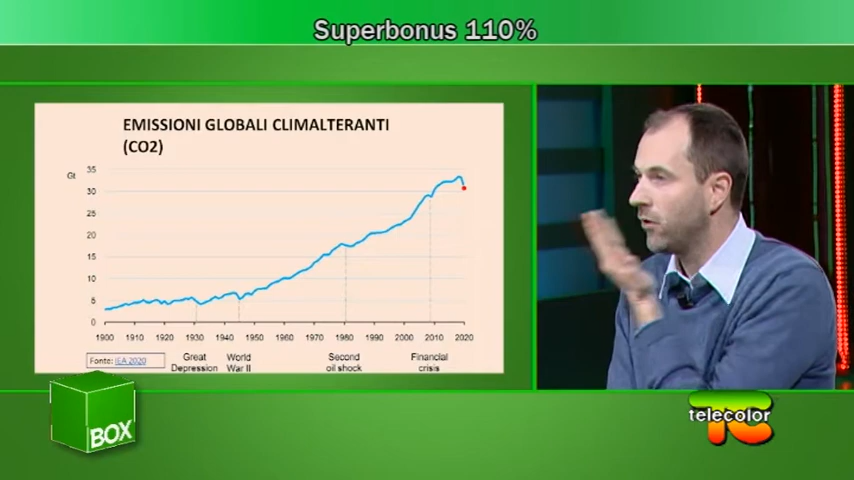 Superbonus 110%
EMISSIONI GLOBALI CLIMALTERANTI
(CO2)
Gt
35
30
25
20
15
10
5
0
1900 1910 1920 1930 1940 1950 1960 1970 1980 1990 2000 2010 2020
Fonte: IEA 2020
Great
Depression
World
War II
Second
oil shock
Financial
crisis
BOX
telecolor
TC